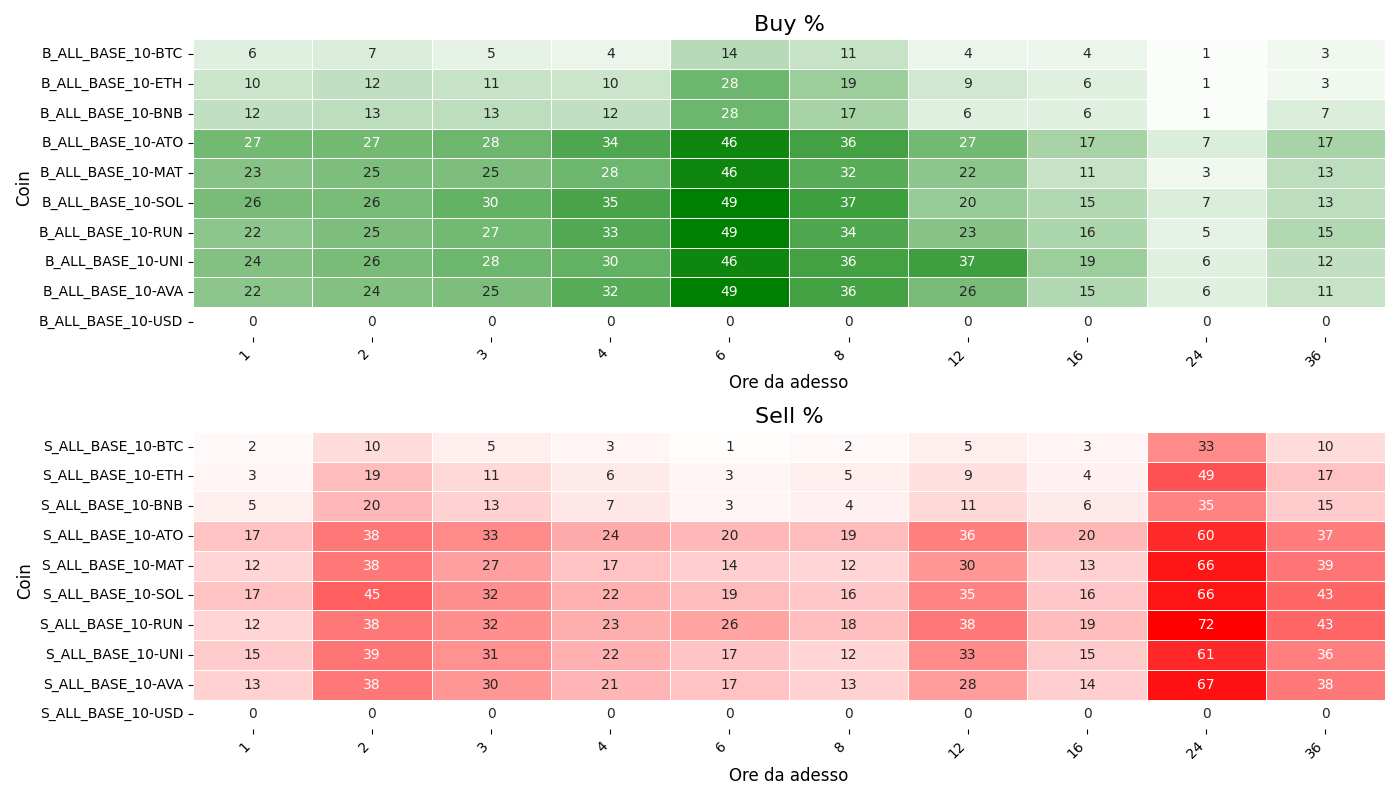 Buy %
Coin
B_ALL_BASE_10-BTC 6 7 5 4 14 11 4 4 1 3
B_ALL_BASE_10-ETH 10 12 11 10 28 19 9 6 1 3
B_ALL_BASE_10-BNB 12 13 13 12 28 17 6 6 1 7
B_ALL_BASE_10-ATO 27 27 28 34 46 36 27 17 7 17
B_ALL_BASE_10-MAT 23 25 25 28 46 32 22 11 3 13
B_ALL_BASE_10-SOL 26 26 30 35 49 37 20 15 7 13
B_ALL_BASE_10-RUN 22 25 27 33 49 34 23 16 5 15
B_ALL_BASE_10-UNI 24 26 28 30 46 36 37 19 6 12
B_ALL_BASE_10-AVA 22 24 25 32 49 36 26 15 6 11
B_ALL_BASE_10-USD 0 0 0 0 0 0 0 0 0 0
1 2 3 4 6 8 12 16 24 36
Ore da adesso
Sell %
Coin
S_ALL_BASE_10-BTC 2 10 5 3 1 2 5 3 33 10
S_ALL_BASE_10-ETH 3 19 11 6 3 5 9 4 49 17
S_ALL_BASE_10-BNB 5 20 13 7 3 4 11 6 35 15
S_ALL_BASE_10-ATO 17 38 33 24 20 19 36 20 60 37
S_ALL_BASE_10-MAT 12 38 27 17 14 12 30 13 66 39
S_ALL_BASE_10-SOL 17 45 32 22 19 16 35 16 66 43
S_ALL_BASE_10-RUN 12 38 32 23 26 18 38 19 72 43
S_ALL_BASE_10-UNI 15 39 31 22 17 12 33 15 61 36
S_ALL_BASE_10-AVA 13 38 30 21 17 13 28 14 67 38
S_ALL_BASE_10-USD 0 0 0 0 0 0 0 0 0 0
1 2 3 4 6 8 12 16 24 36
Ore da adesso